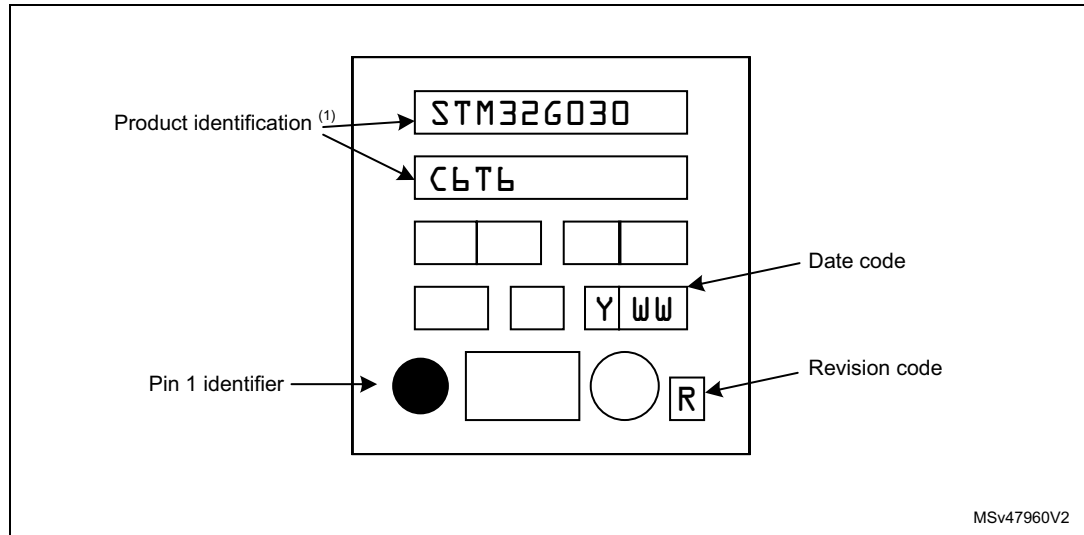 STM32G030
Product identification (1)
C6T6
Date code
Y WW
Revision code
Pin 1 identifier
R
MSv47960V2